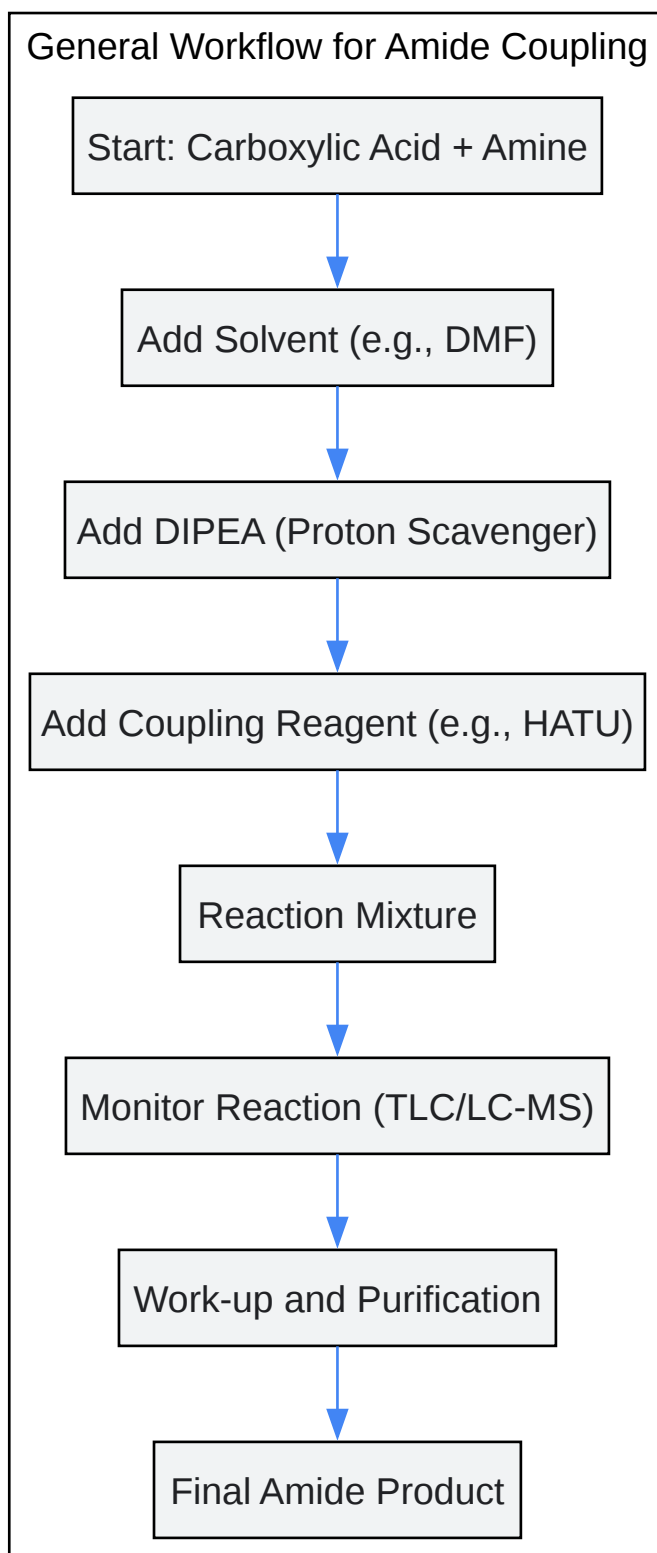 General Workflow for Amide Coupling
Start: Carboxylic Acid + Amine
Add Solvent (e.g., DMF)
Add DIPEA (Proton Scavenger)
Add Coupling Reagent (e.g., HATU)
Reaction Mixture
Monitor Reaction (TLC/LC-MS)
Work-up and Purification
Final Amide Product